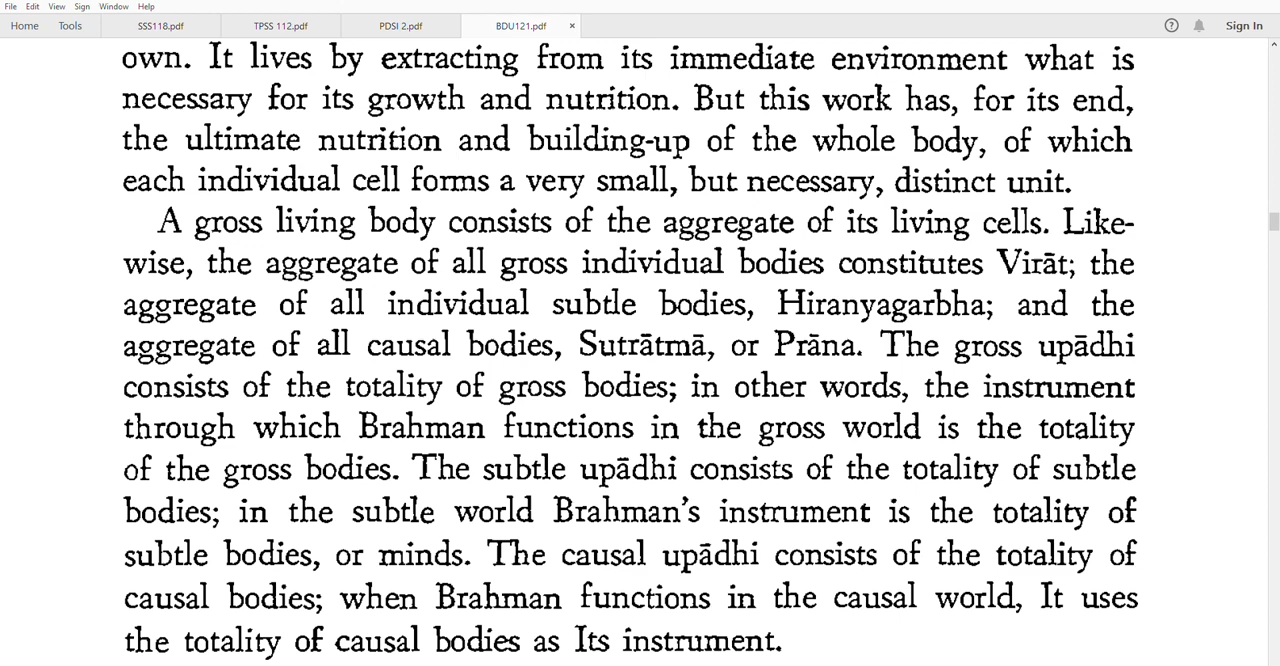 File Edit View Sign Window Help
Home Tools SSS118.pdf TPSS 112.pdf PDSI 2.pdf BDU121.pdf × ? Sign In
own. It lives by extracting from its immediate environment what is
necessary for its growth and nutrition. But this work has, for its end,
the ultimate nutrition and building-up of the whole body, of which
each individual cell forms a very small, but necessary, distinct unit.
A gross living body consists of the aggregate of its living cells. Like-
wise, the aggregate of all gross individual bodies constitutes Virāt; the
aggregate of all individual subtle bodies, Hiranyagarbha; and the
aggregate of all causal bodies, Sutrātmā, or Prāna. The gross upādhi
consists of the totality of gross bodies; in other words, the instrument
through which Brahman functions in the gross world is the totality
of the gross bodies. The subtle upādhi consists of the totality of subtle
bodies; in the subtle world Brahman's instrument is the totality of
subtle bodies, or minds. The causal upādhi consists of the totality of
causal bodies; when Brahman functions in the causal world, It uses
the totality of causal bodies as Its instrument.